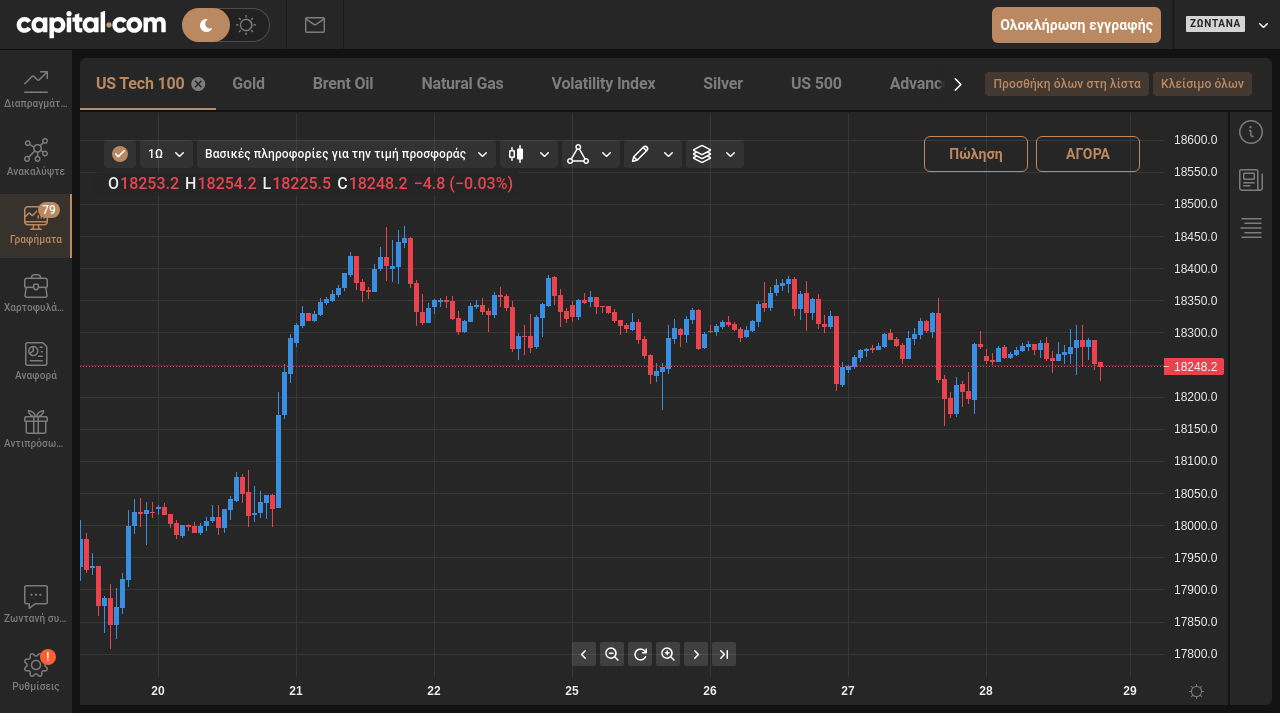 capital.com
Ολοκλήρωση εγγραφής
ΖΩΝΤΑΝΑ
Διαπραγμάτ...
Ανακαλύψτε
79
Γραφήματα
Χαρτοφυλά...
Αναφορά
Αντιπρόσω...
Ζωντανή συ...
!
Ρυθμίσεις
US Tech 100
Gold
Brent Oil
Natural Gas
Volatility Index
Silver
US 500
Advanc
Προσθήκη όλων στη λίστα
Κλείσιμο όλων
1Ω
Βασικές πληροφορίες για την τιμή προσφοράς
Πώληση
ΑΓΟΡΑ
O18253.2 H18254.2 L18225.5 C18248.2 −4.8 (−0.03%)
18600.0
18550.0
18500.0
18450.0
18400.0
18350.0
18300.0
18248.2
18200.0
18150.0
18100.0
18050.0
18000.0
17950.0
17900.0
17850.0
17800.0
20
21
22
25
26
27
28
29